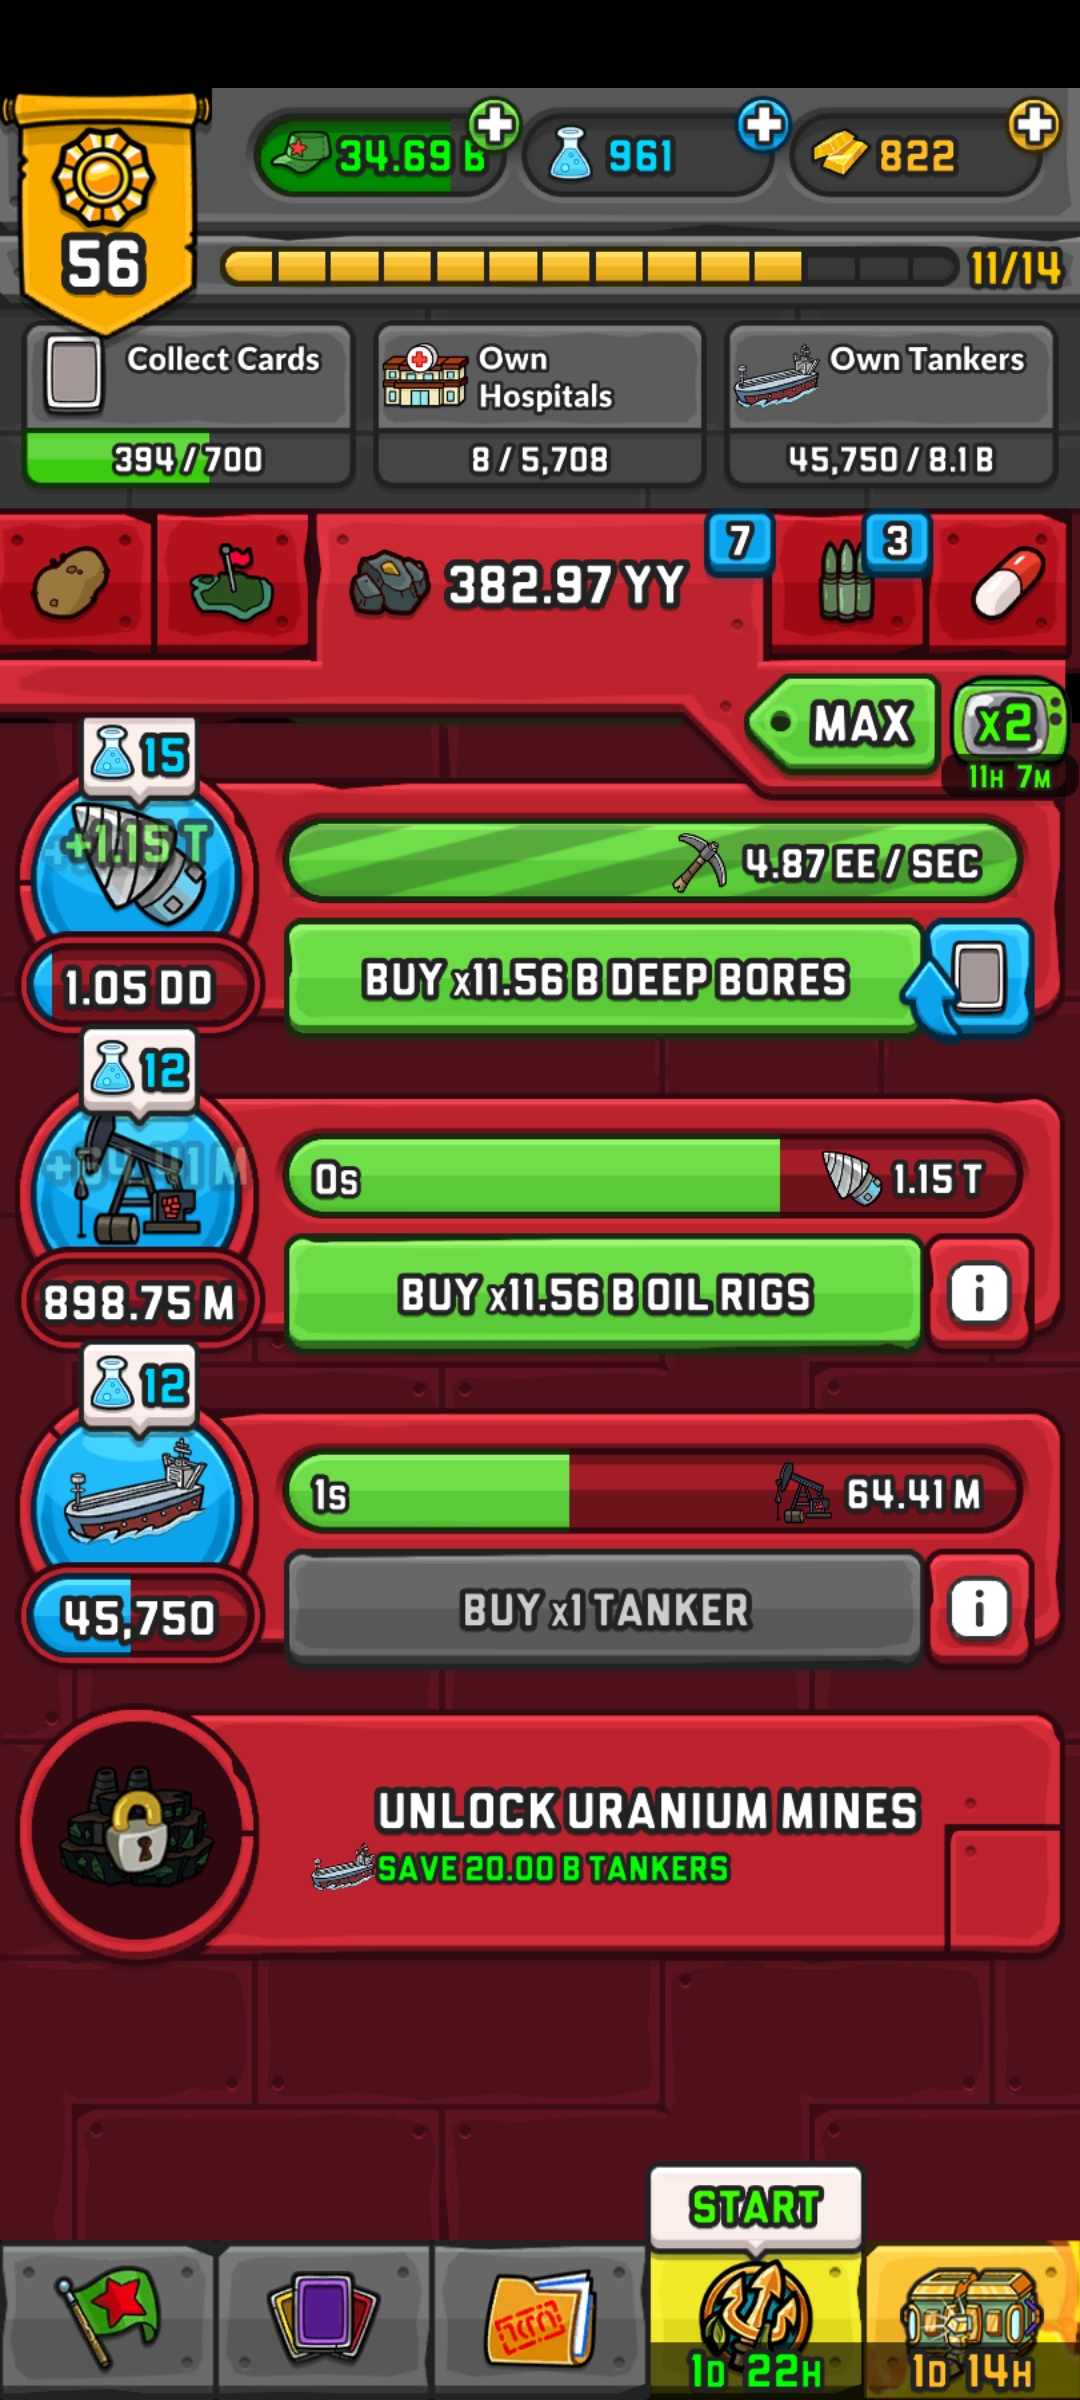 56
34.69 B
961
822
11/14
Collect Cards
394/700
Own
Hospitals
8/5,708
Own Tankers
45,750/8.1B
382.97 YY
7
3
MAX
x2
11H 7M
15
+1.15 T
4.87 EE/SEC
1.05 DD
BUY x11.56 B DEEP BORES
12
0s
1.15 T
898.75 M
BUY x11.56 B OIL RIGS
i
12
1s
64.41 M
45,750
BUY x1 TANKER
i
UNLOCK URANIUM MINES
SAVE 20.00 B TANKERS
START
1D 22H
1D 14H